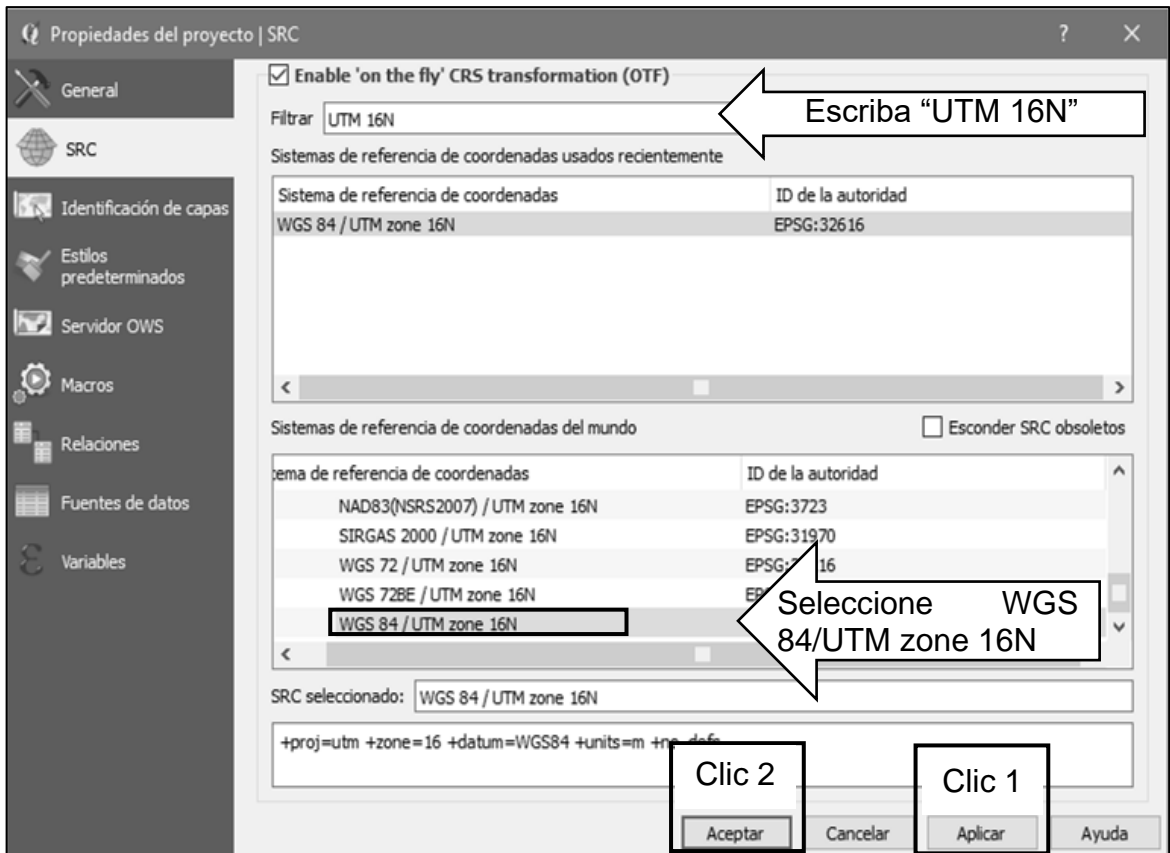 Propiedades del proyecto | SRC
? X
General
SRC
Identificación de capas
Estilos
predeterminados
Servidor OWS
Macros
Relaciones
Fuentes de datos
Variables
Enable 'on the fly' CRS transformation (OTF)
Filtrar UTM 16N
Escriba “UTM 16N”
Sistemas de referencia de coordenadas usados recientemente
Sistema de referencia de coordenadas ID de la autoridad
WGS 84 / UTM zone 16N EPSG:32616
Sistemas de referencia de coordenadas del mundo
Esconder SRC obsoletos
tema de referencia de coordenadas ID de la autoridad
NAD83(NSRS2007) / UTM zone 16N EPSG:3723
SIRGAS 2000 / UTM zone 16N EPSG:31970
WGS 72 / UTM zone 16N
WGS 72BE / UTM zone 16N
WGS 84 / UTM zone 16N
Seleccione WGS
84/UTM zone 16N
SRC seleccionado: WGS 84 / UTM zone 16N
+proj=utm +zone=16 +datum=WGS84 +units=m
Clic 2
Clic 1
Aceptar Cancelar Aplicar Ayuda